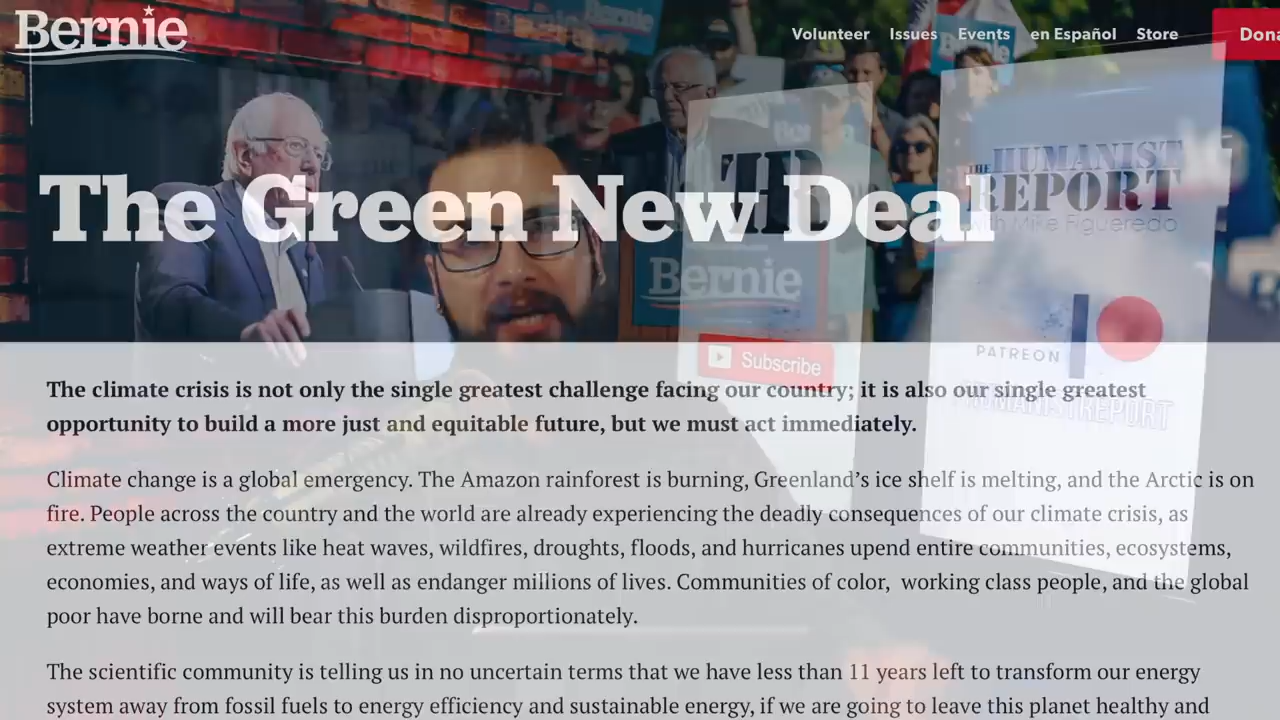 Bernie
Volunteer Issues Events en Español Store Dona
Bernie
Bernie
HR
THE HUMANIST
REPORT
with Mike Figueredo
The Green New Deal
Bernie
Subscribe
PATREON
HUMANISTREPORT
The climate crisis is not only the single greatest challenge facing our country; it is also our single greatest
opportunity to build a more just and equitable future, but we must act immediately.
Climate change is a global emergency. The Amazon rainforest is burning, Greenland’s ice shelf is melting, and the Arctic is on
fire. People across the country and the world are already experiencing the deadly consequences of our climate crisis, as
extreme weather events like heat waves, wildfires, droughts, floods, and hurricanes upend entire communities, ecosystems,
economies, and ways of life, as well as endanger millions of lives. Communities of color,  working class people, and the global
poor have borne and will bear this burden disproportionately.
The scientific community is telling us in no uncertain terms that we have less than 11 years left to transform our energy
system away from fossil fuels to energy efficiency and sustainable energy, if we are going to leave this planet healthy and